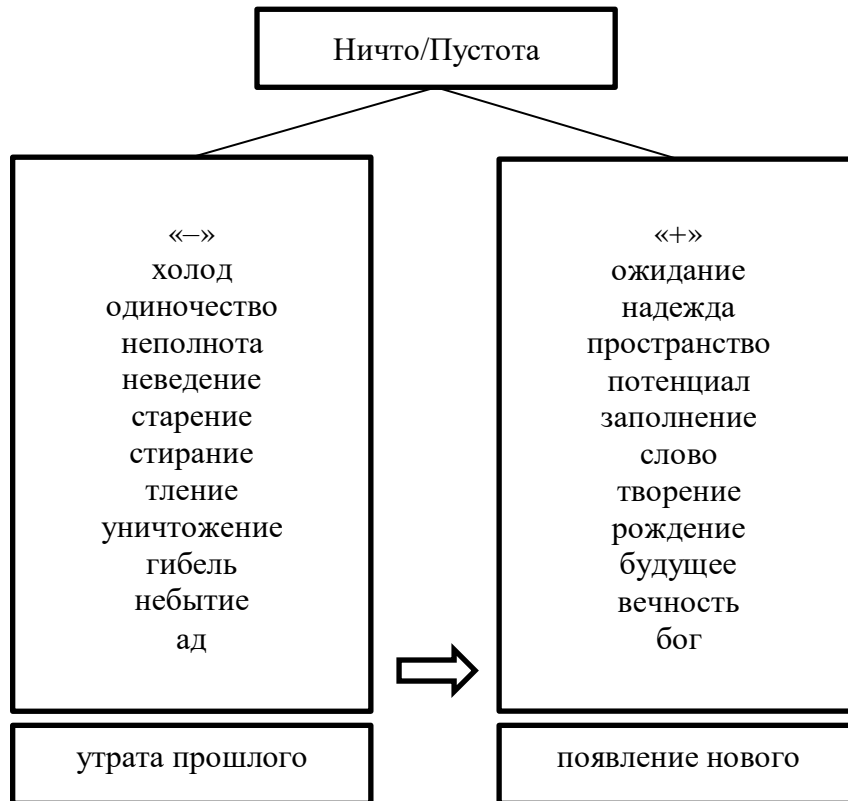 Ничто/Пустота
«–»
холод
одиночество
неполнота
неведение
старение
стирание
тление
уничтожение
гибель
небытие
ад
утрата прошлого
«+»
ожидание
надежда
пространство
потенциал
заполнение
слово
творение
рождение
будущее
вечность
бог
появление нового